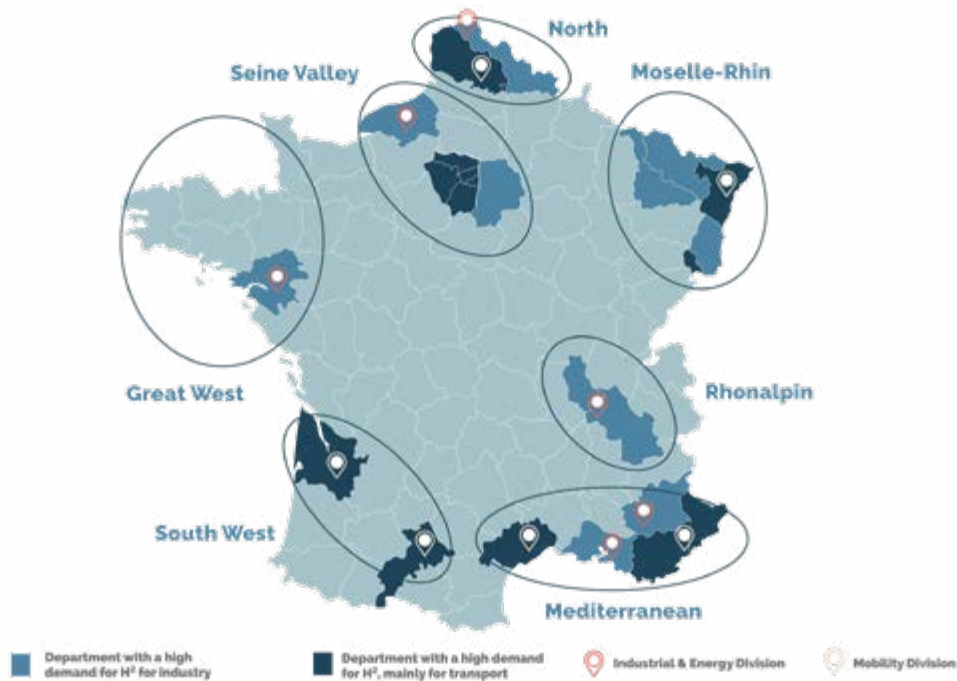 North
Seine Valley
Moselle-Rhin
Great West
Rhonalpin
South West
Mediterranean
Department with a high
demand for H² for industry
Department with a high demand
for H², mainly for transport
Industrial & Energy Division
Mobility Division